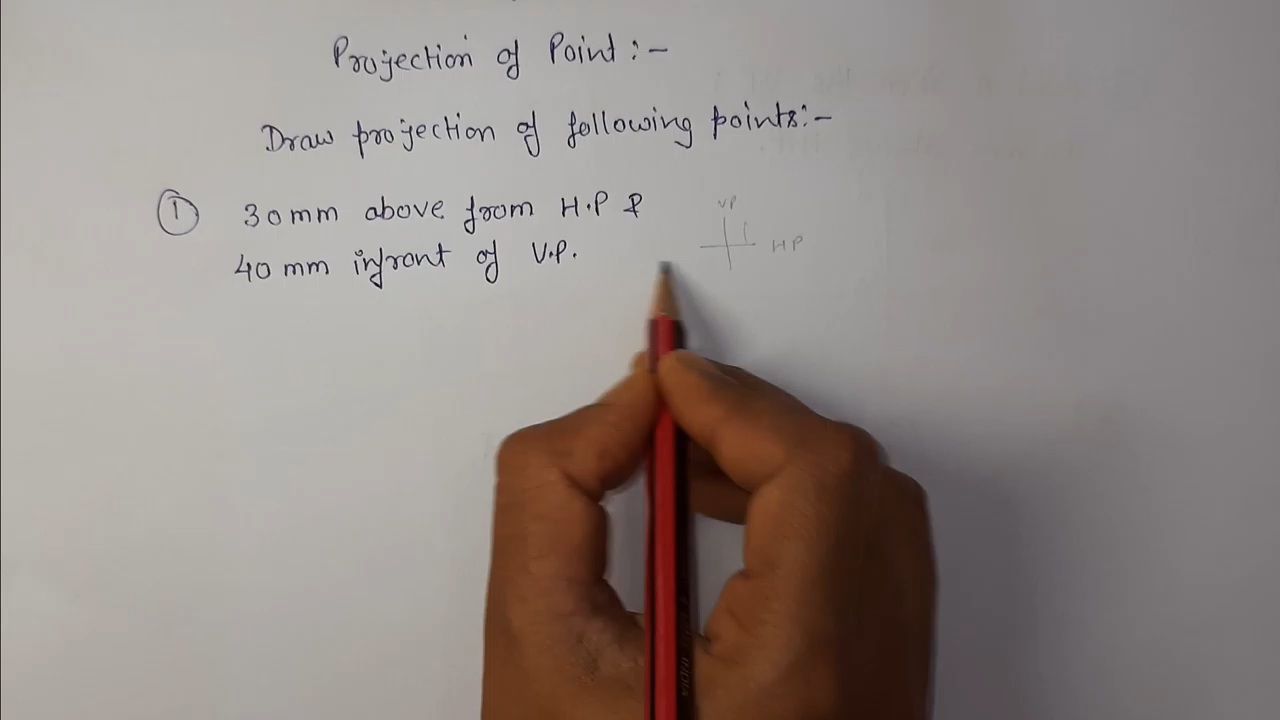 Projection of Point :-
Draw projection of following points:-
① 30mm above from H.P &
40 mm infront of V.P.
VP
HP